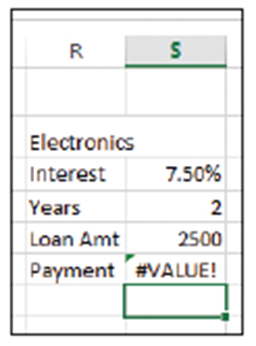 R S
Electronics
Interest 7.50%
Years 2
Loan Amt 2500
Payment #VALUE!